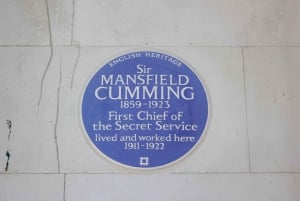 ENGLISH HERITAGE
Sir
MANSFIELD
CUMMING
1859-1923
First Chief of
the Secret Service
lived and worked here
1911-1922